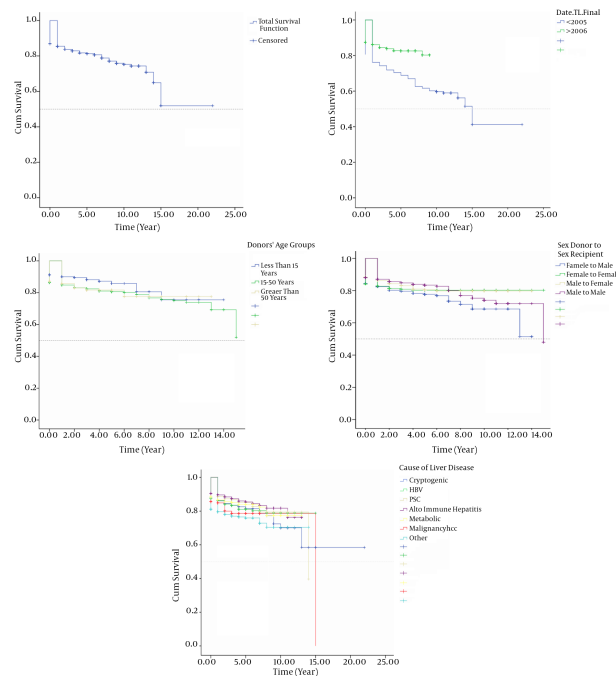 Total Survival
Function
Censored
Cum Survival
1.0
0.8
0.6
0.4
0.2
0.0
0.00 5.00 10.00 15.00 20.00 25.00
Time (Year)
Date.TL.Final
<2005
>2006
Cum Survival
1.0
0.8
0.6
0.4
0.2
0.0
0.00 5.00 10.00 15.00 20.00 25.00
Time (Year)
Donors' Age Groups
Less Than 15
Years
15-50 Years
Greaer Than
50 Years
Cum Survival
1.0
0.8
0.6
0.4
0.2
0.0
0.00 2.00 4.00 6.00 8.00 10.00 12.00 14.00
Time (Year)
Sex Donor to
Sex Recipient
Famele to Male
Female to Femal
Male to Female
Male to Male
Cum Survival
1.0
0.8
0.6
0.4
0.2
0.0
0.00 2.00 4.00 6.00 8.00 10.00 12.00 14.00
Time (Year)
Cause of Liver Disease
Cryptogenic
HBV
PSC
Alto Immune Hepatitis
Metabolic
Malignancyhcc
Other
Cum Survival
1.0
0.8
0.6
0.4
0.2
0.0
0.00 5.00 10.00 15.00 20.00 25.00
Time (Year)